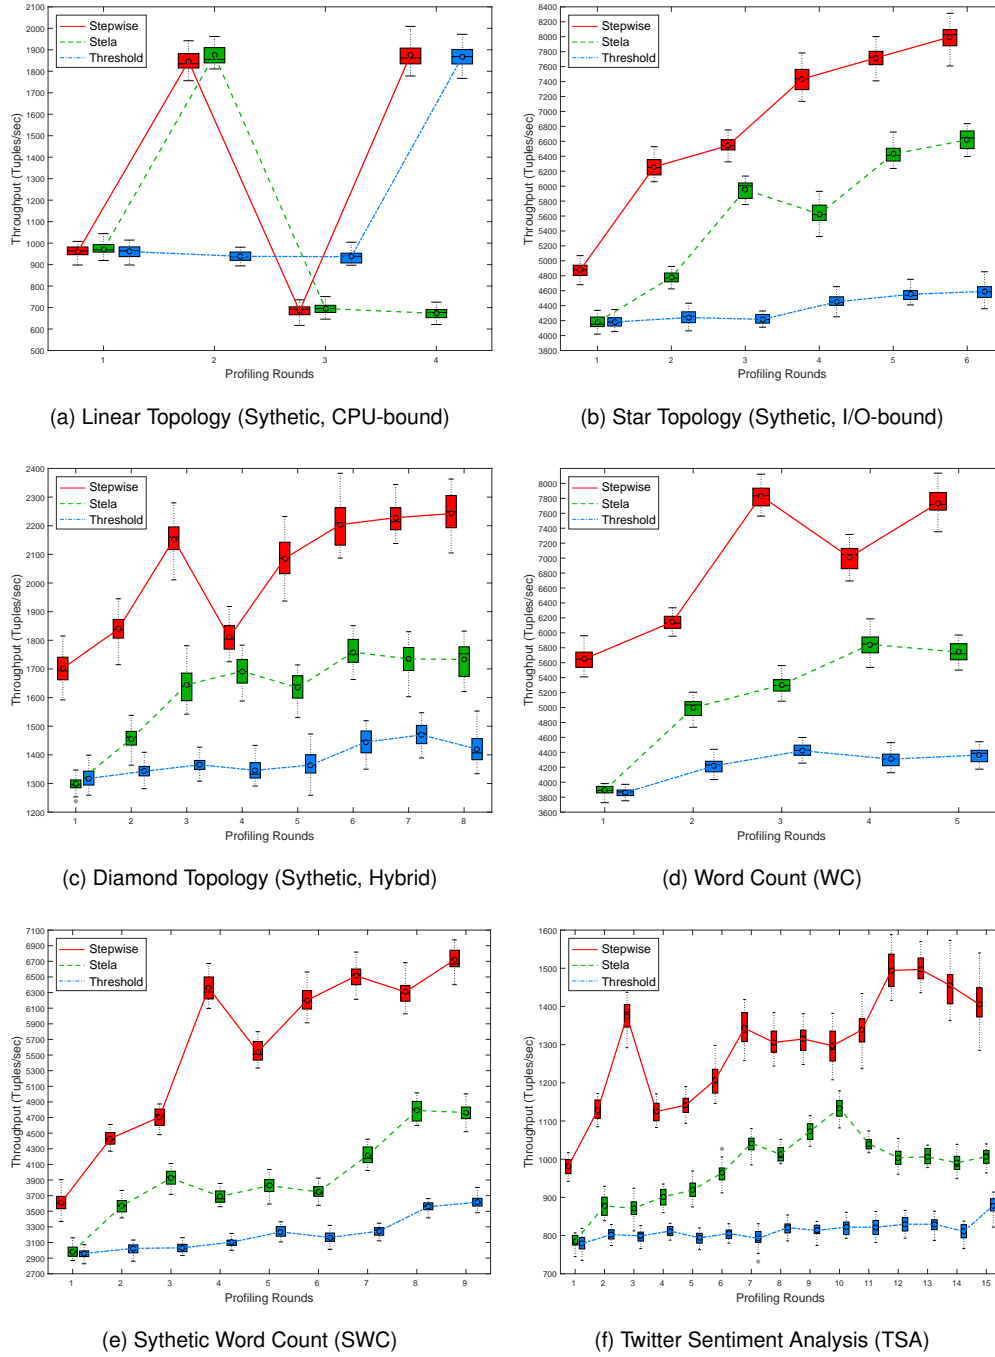 2100
2000
1900
1800
1700
1600
1500
1400
1300
1200
1100
1000
900
800
700
600
500
Throughput (Tuples/sec)
Stepwise
Stela
Threshold
1 2 3 4
Profiling Rounds
(a) Linear Topology (Sythetic, CPU-bound)
8400
8200
8000
7800
7600
7400
7200
7000
6800
6600
6400
6200
6000
5800
5600
5400
5200
5000
4800
4600
4400
4200
4000
3800
Throughput (Tuples/sec)
Stepwise
Stela
Threshold
1 2 3 4 5 6
Profiling Rounds
(b) Star Topology (Sythetic, I/O-bound)
2400
2300
2200
2100
2000
1900
1800
1700
1600
1500
1400
1300
1200
Throughput (Tuples/sec)
Stepwise
Stela
Threshold
1 2 3 4 5 6 7 8
Profiling Rounds
(c) Diamond Topology (Sythetic, Hybrid)
8000
7800
7600
7400
7200
7000
6800
6600
6400
6200
6000
5800
5600
5400
5200
5000
4800
4600
4400
4200
4000
3800
3600
Throughput (Tuples/sec)
Stepwise
Stela
Threshold
1 2 3 4 5
Profiling Rounds
(d) Word Count (WC)
7100
6900
6700
6500
6300
6100
5900
5700
5500
5300
5100
4900
4700
4500
4300
4100
3900
3700
3500
3300
3100
2900
2700
Throughput (Tuples/sec)
Stepwise
Stela
Threshold
1 2 3 4 5 6 7 8 9
Profiling Rounds
(e) Sythetic Word Count (SWC)
1600
1500
1400
1300
1200
1100
1000
900
800
700
Throughput (Tuples/sec)
Stepwise
Stela
Threshold
1 2 3 4 5 6 7 8 9 10 11 12 13 14 15
Profiling Rounds
(f) Twitter Sentiment Analysis (TSA)